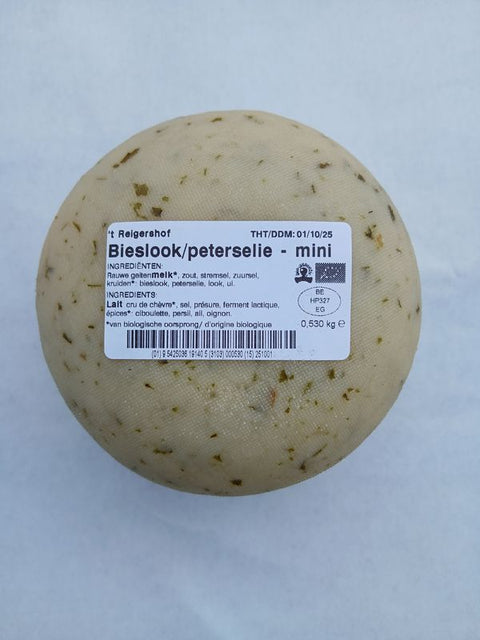 't Reigershof
THT/DDM: 01/10/25
Bieslook/peterselie - mini
INGREDIËNTEN:
Rauwe geitenmelk*, zout, stremsel, zuursel,
kruiden*: bieslook, peterselie, look, ui.
INGREDIENTS:
Lait cru de chèvre*, sel, présure, ferment lactique,
épices*: ciboulette, persil, ail, oignon.
*van biologische oorsprong/ d'origine biologique
BE
HP327
EG
0,530 kg e
(01) 9 5425036 19140 5 (3103) 000530 (15) 251001